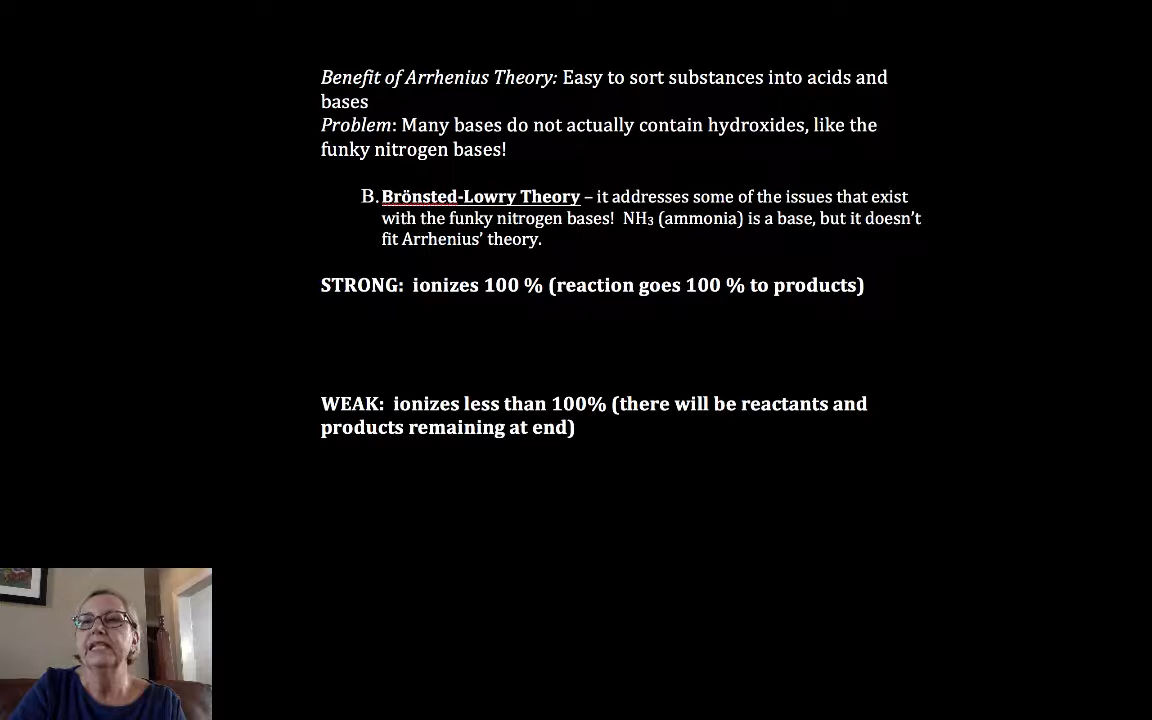 Benefit of Arrhenius Theory: Easy to sort substances into acids and
bases
Problem: Many bases do not actually contain hydroxides, like the
funky nitrogen bases!
B. Brönsted-Lowry Theory – it addresses some of the issues that exist
with the funky nitrogen bases!  NH₃ (ammonia) is a base, but it doesn't
fit Arrhenius' theory.
STRONG:  ionizes 100 % (reaction goes 100 % to products)
WEAK:  ionizes less than 100% (there will be reactants and
products remaining at end)